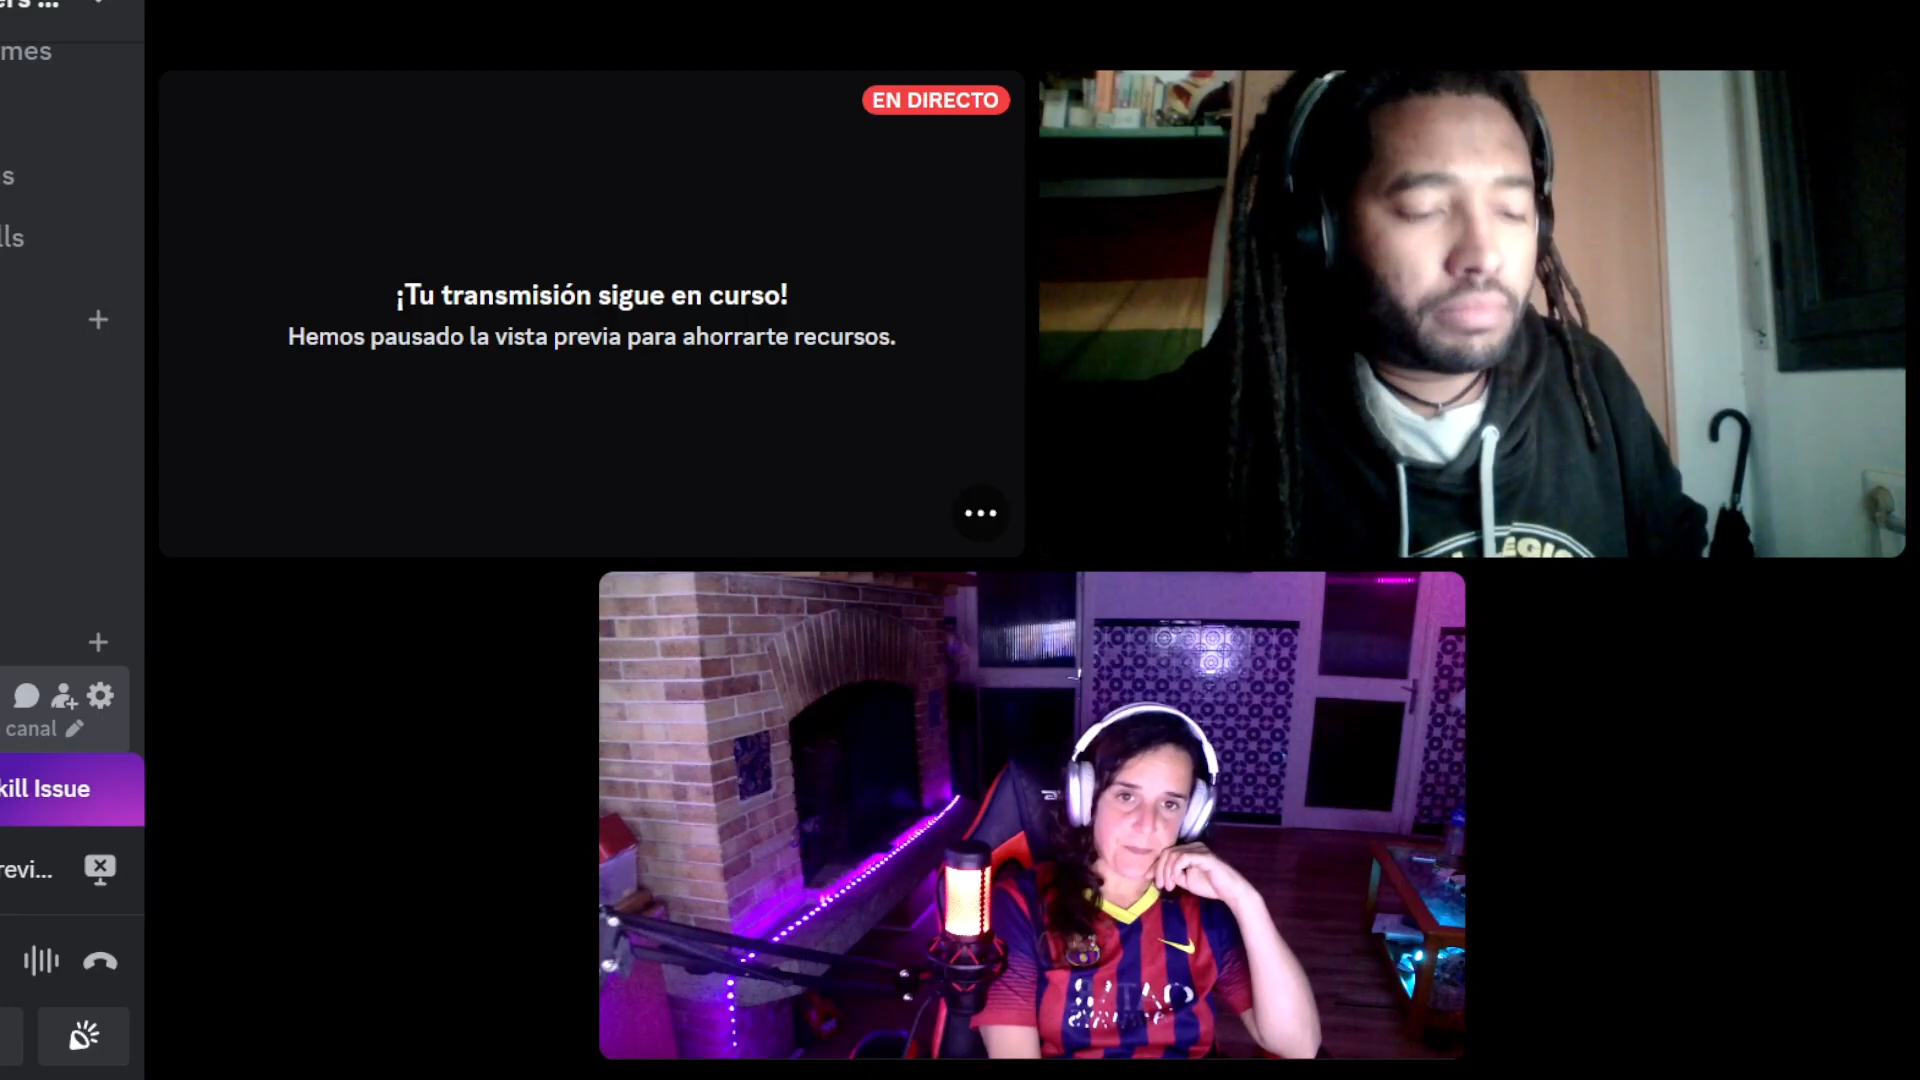 ers ...
mes
s
lls
canal
kill Issue
revi...
EN DIRECTO
¡Tu transmisión sigue en curso!
Hemos pausado la vista previa para ahorrarte recursos.